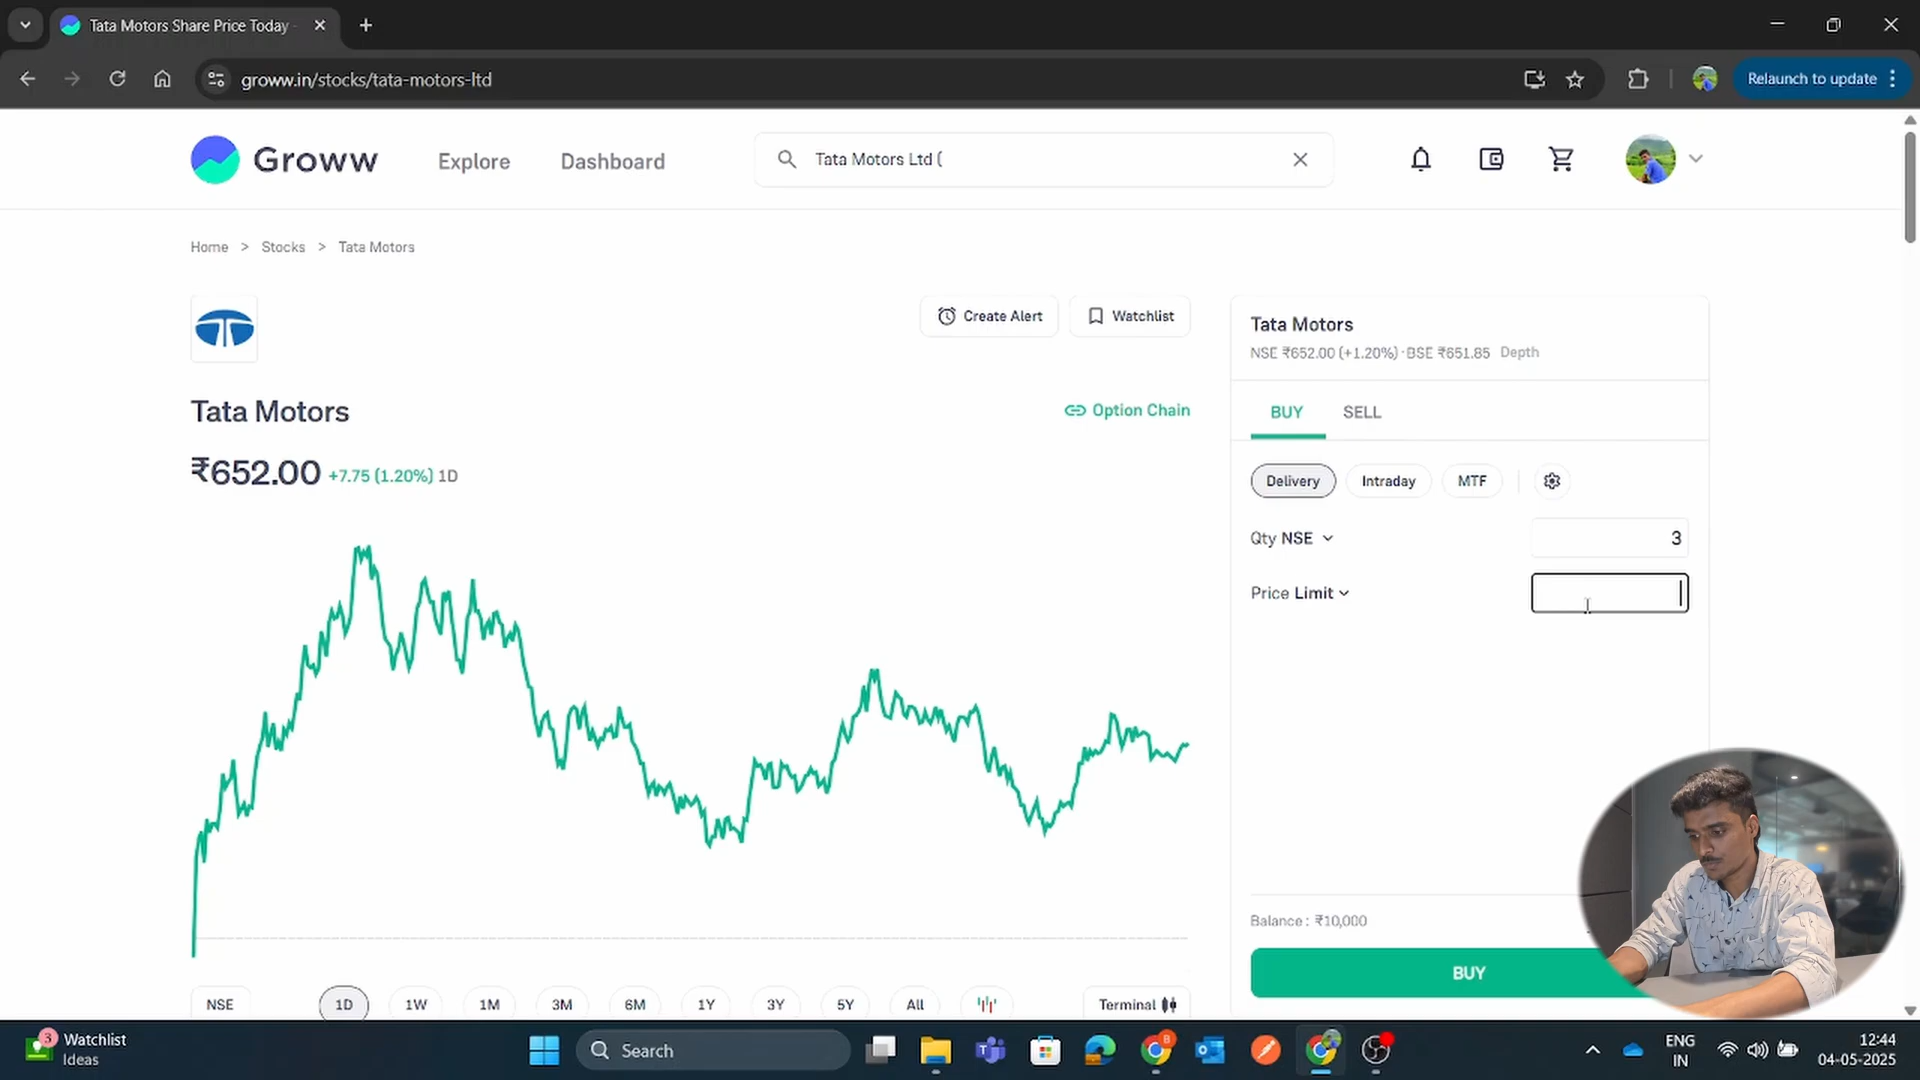 Tata Motors Share Price Today
groww.in/stocks/tata-motors-ltd
Relaunch to update
Groww
Explore
Dashboard
Tata Motors Ltd (
Home > Stocks > Tata Motors
Create Alert
Watchlist
Tata Motors
NSE ₹652.00 (+1.20%) · BSE ₹651.85 Depth
Tata Motors
Option Chain
BUY
SELL
₹652.00 +7.75 (1.20%) 1D
Delivery
Intraday
MTF
Qty NSE
3
Price Limit
Balance : ₹10,000
BUY
NSE
1D
1W
1M
3M
6M
1Y
3Y
5Y
All
Terminal
3
Watchlist
Ideas
Search
B
ENG
IN
12:44
04-05-2025